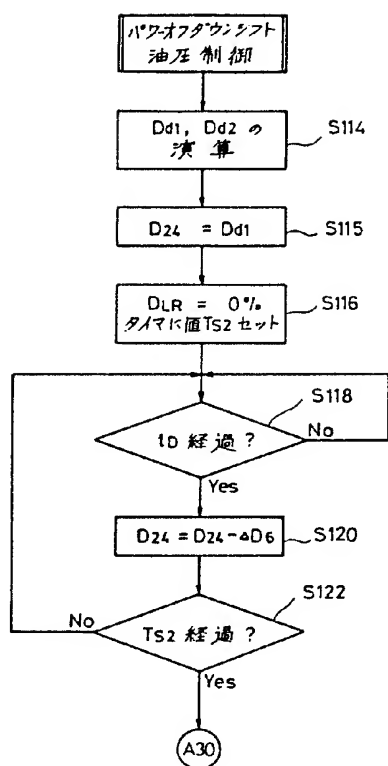 パワーオフダウンシフト
油圧制御
Dd1, Dd2 の
演算
S114
D24 = Dd1
S115
DLR = 0%
タイマに値TS2セット
S116
S118
tD 経過?
No
Yes
D24 = D24-ΔD6
S120
S122
No
TS2 経過?
Yes
A30